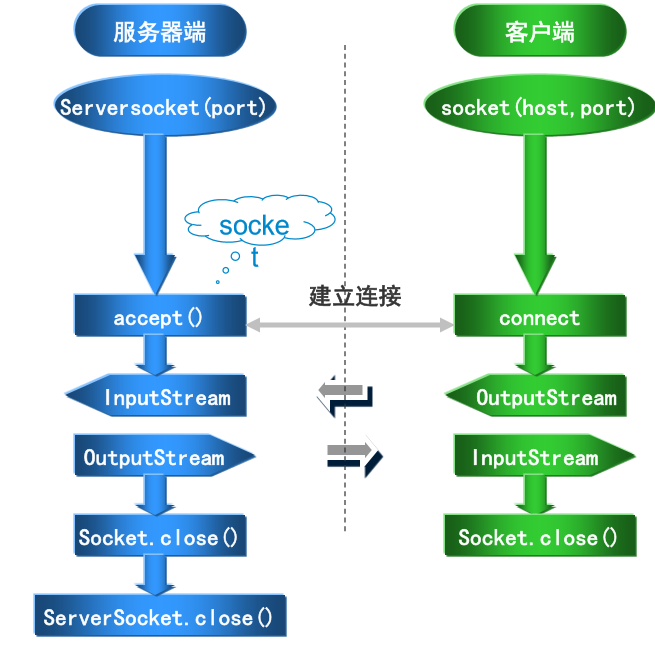 服务器端
客户端
Serversocket(port)
socket(host,port)
socke
t
建立连接
accept()
connect
InputStream
OutputStream
OutputStream
InputStream
Socket.close()
Socket.close()
ServerSocket.close()